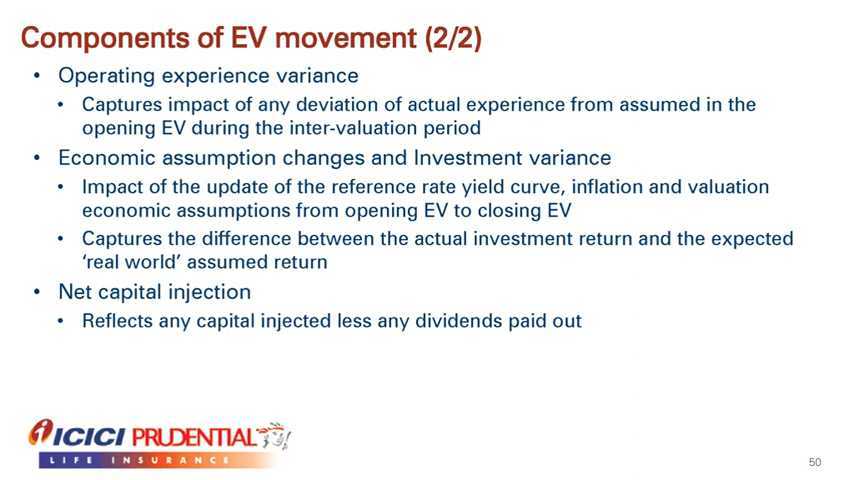 Components of EV movement (2/2)
• Operating experience variance
• Captures impact of any deviation of actual experience from assumed in the
opening EV during the inter-valuation period
• Economic assumption changes and Investment variance
• Impact of the update of the reference rate yield curve, inflation and valuation
economic assumptions from opening EV to closing EV
• Captures the difference between the actual investment return and the expected
‘real world’ assumed return
• Net capital injection
• Reflects any capital injected less any dividends paid out
ICICI PRUDENTIAL
LIFE INSURANCE
50